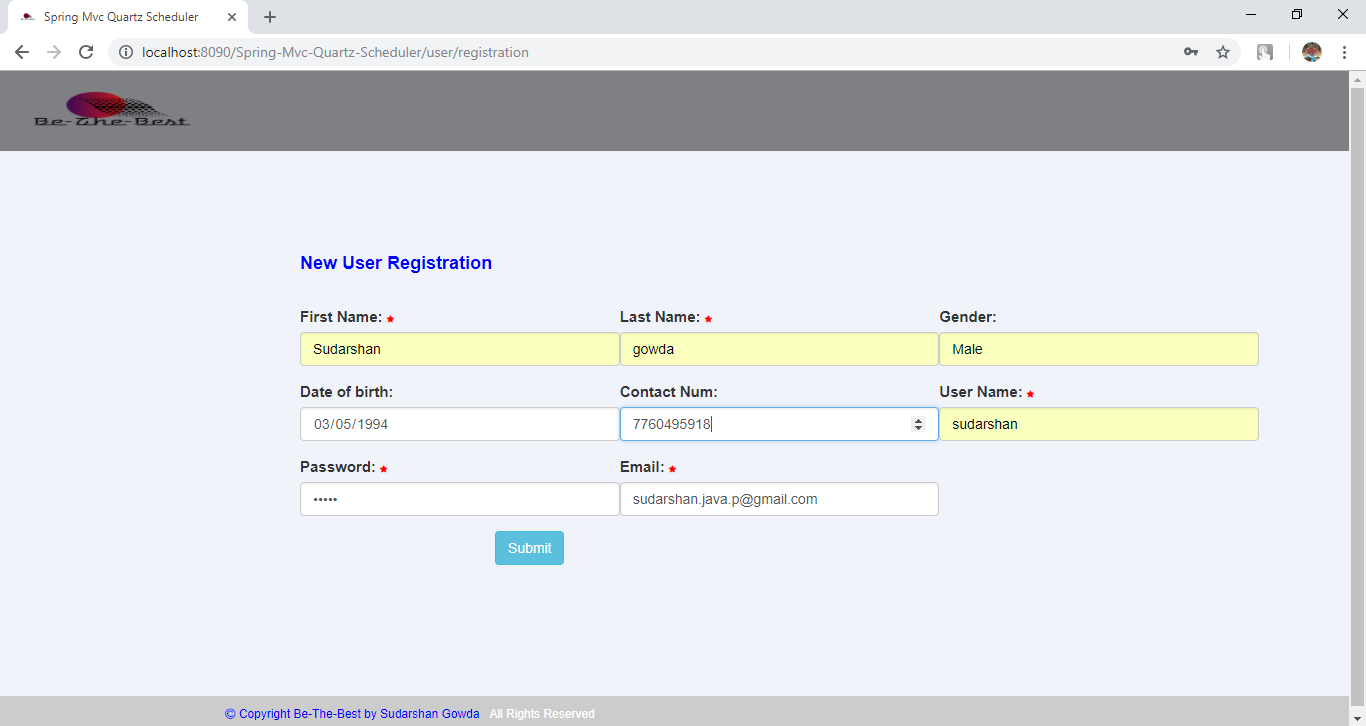 Spring Mvc Quartz Scheduler
localhost:8090/Spring-Mvc-Quartz-Scheduler/user/registration
Be-The-Best
New User Registration
First Name: Last Name: Gender:
Sudarshan gowda Male
Date of birth: Contact Num: User Name:
03/05/1994 7760495918 sudarshan
Password: Email:
••••• sudarshan.java.p@gmail.com
Submit
© Copyright Be-The-Best by Sudarshan Gowda All Rights Reserved